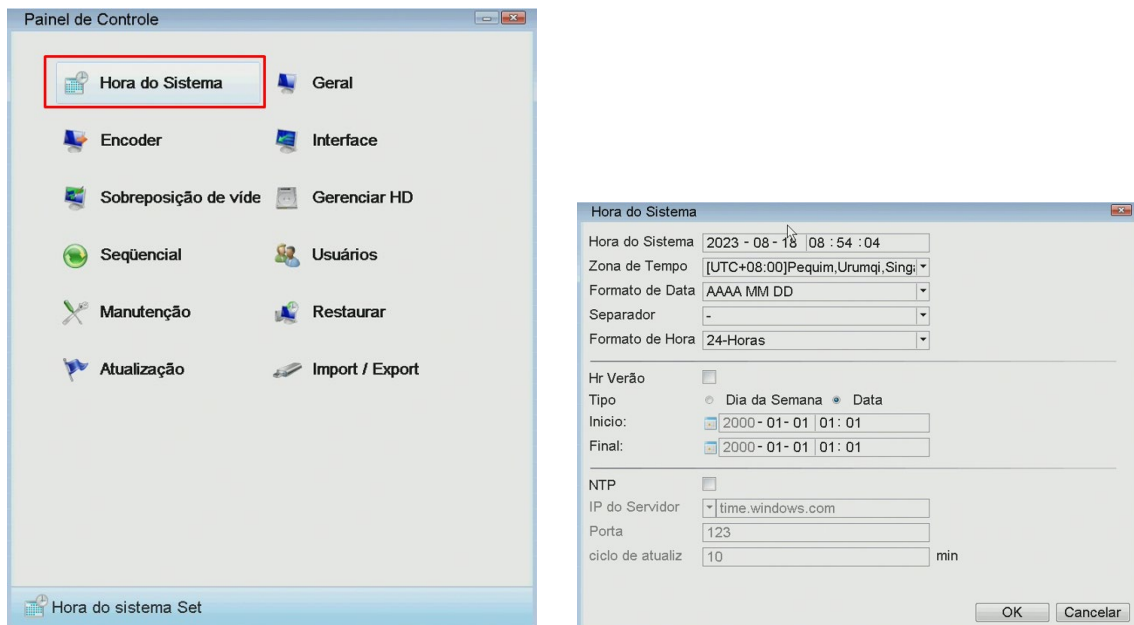 Painel de Controle
Hora do Sistema
Geral
Encoder
Interface
Sobreposição de víde
Gerenciar HD
Seqüencial
Usuários
Manutenção
Restaurar
Atualização
Import / Export
Hora do sistema Set
Hora do Sistema
Hora do Sistema 2023 - 08 - 18 08 : 54 : 04
Zona de Tempo [UTC+08:00]Pequim,Urumqi,Singa
Formato de Data AAAA MM DD
Separador -
Formato de Hora 24-Horas
Hr Verão
Tipo Dia da Semana Data
Inicio: 2000 - 01 - 01 01 : 01
Final: 2000 - 01 - 01 01 : 01
NTP
IP do Servidor time.windows.com
Porta 123
ciclo de atualiz 10 min
OK Cancelar